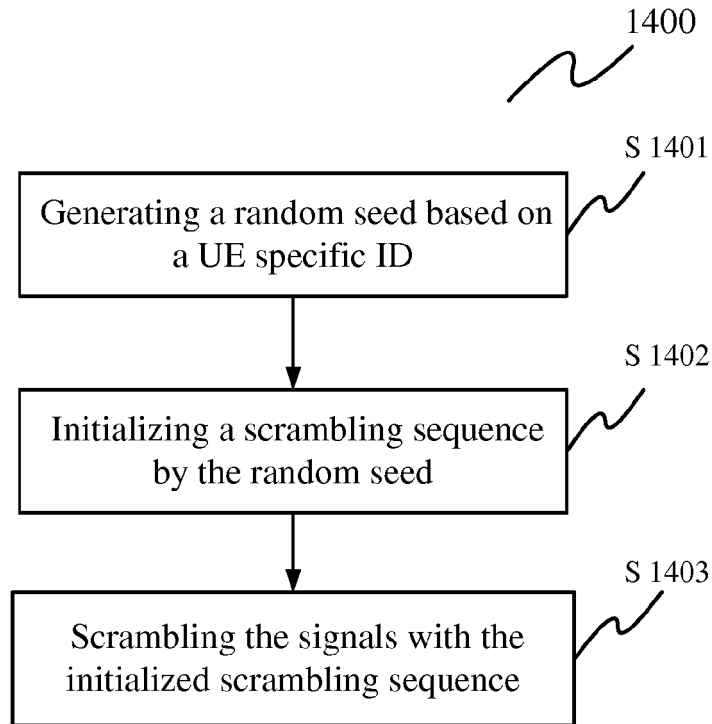 1400
S 1401
Generating a random seed based on
a UE specific ID
S 1402
Initializing a scrambling sequence
by the random seed
S 1403
Scrambling the signals with the
initialized scrambling sequence